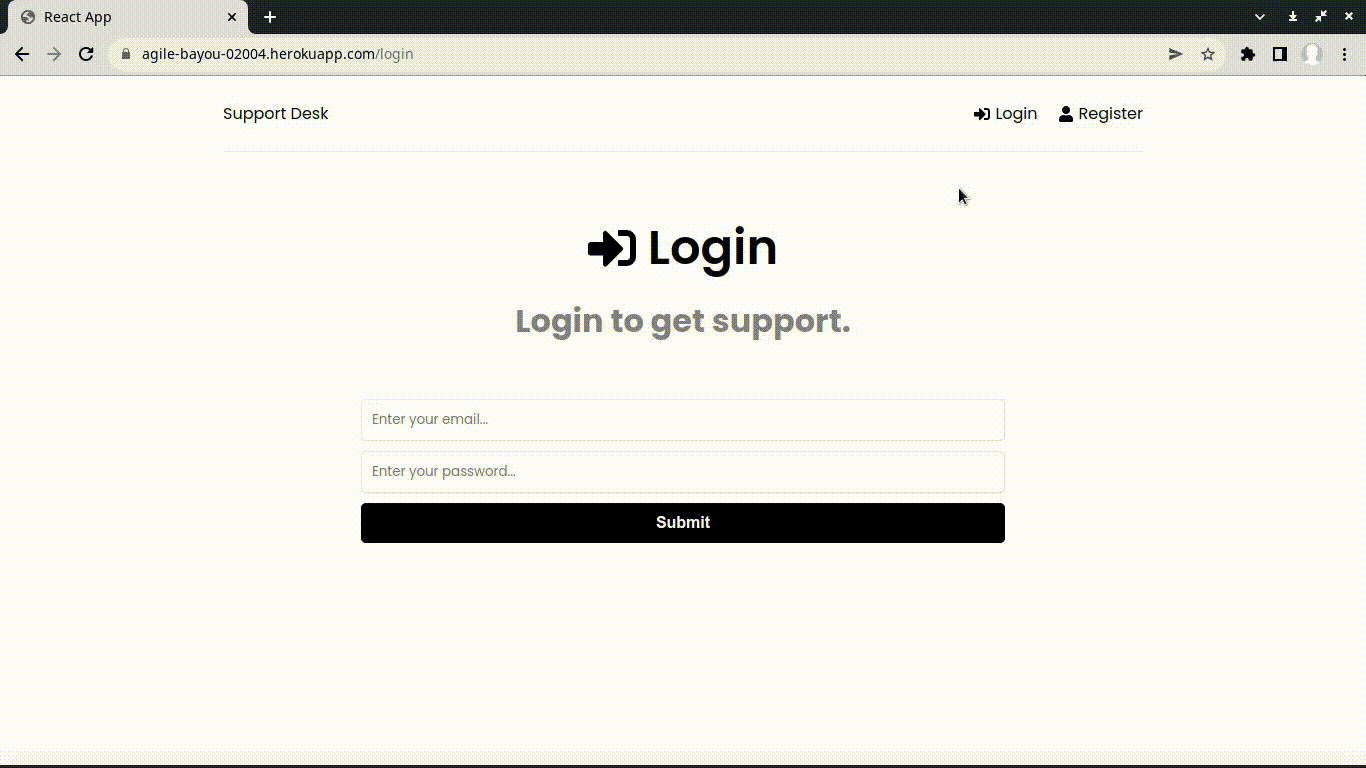 React App
agile-bayou-02004.herokuapp.com/login
Support Desk
Login
Register
Login
Login to get support.
Enter your email...
Enter your password...
Submit